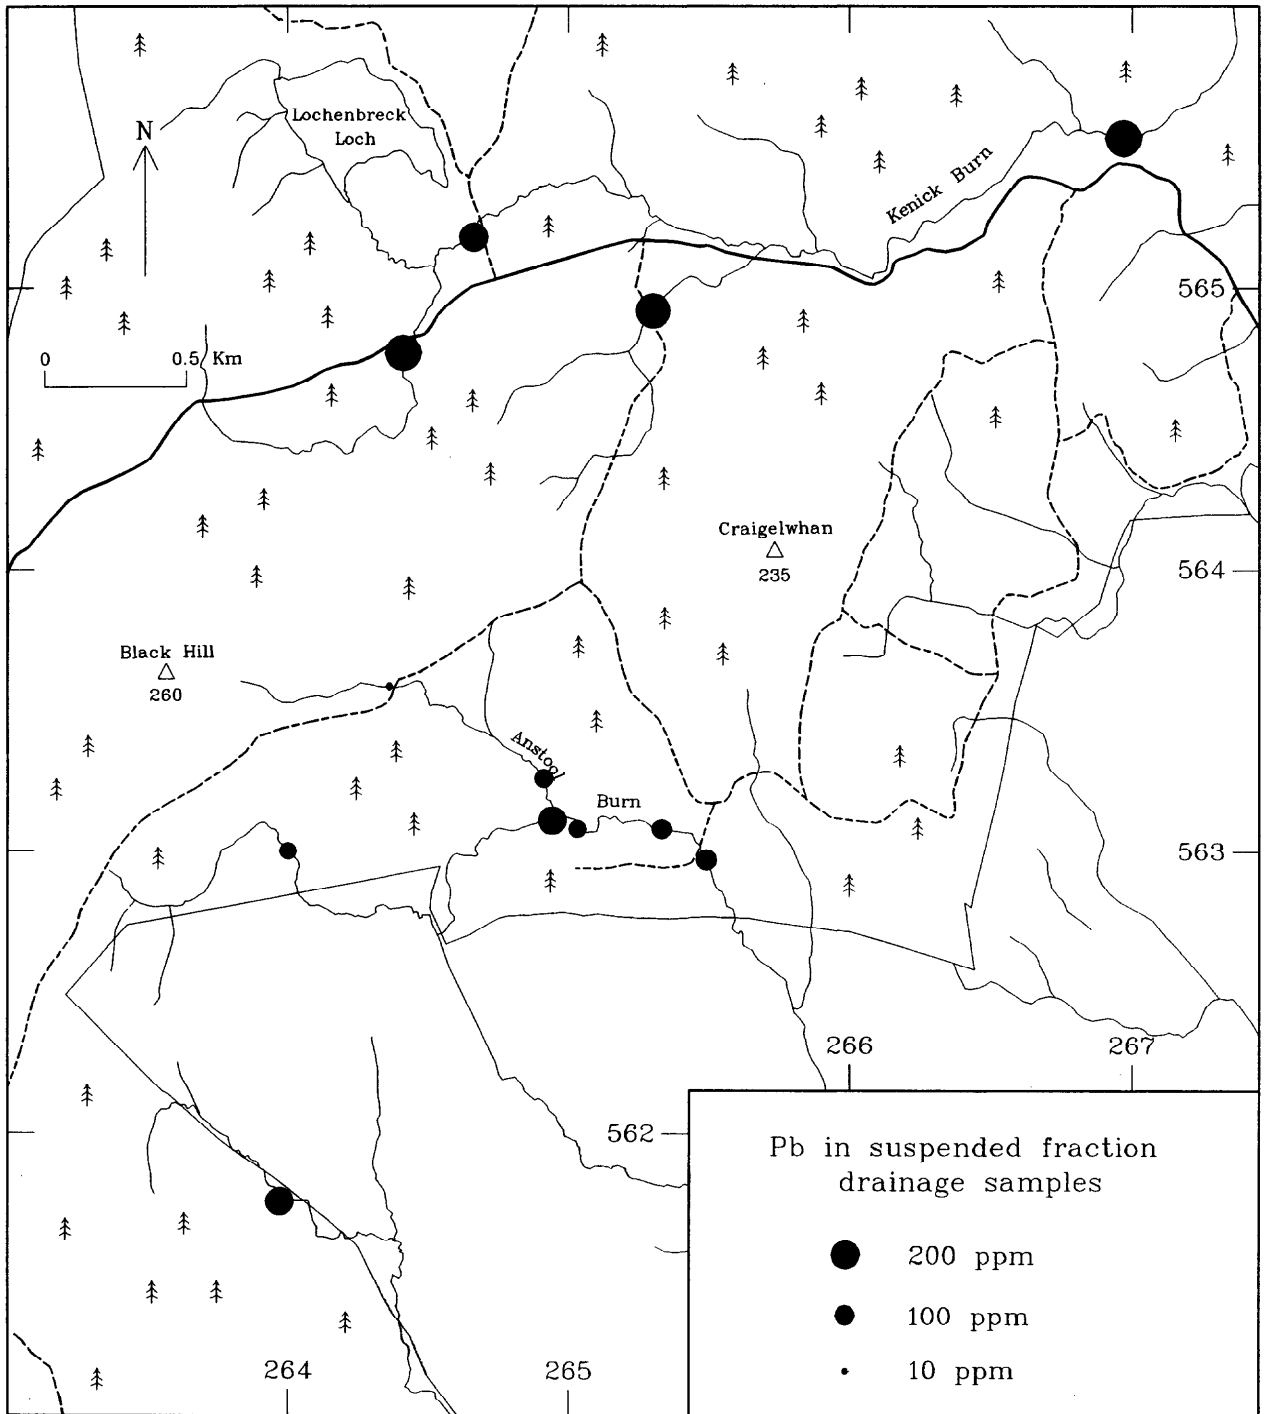 Lochenbreck
Loch
N
Kenick Burn
565
0 0.5 Km
Craigelwhan
235
564
Black Hill
260
Anstool
Burn
563
266
267
562
264
265
Pb in suspended fraction
drainage samples
200 ppm
100 ppm
10 ppm